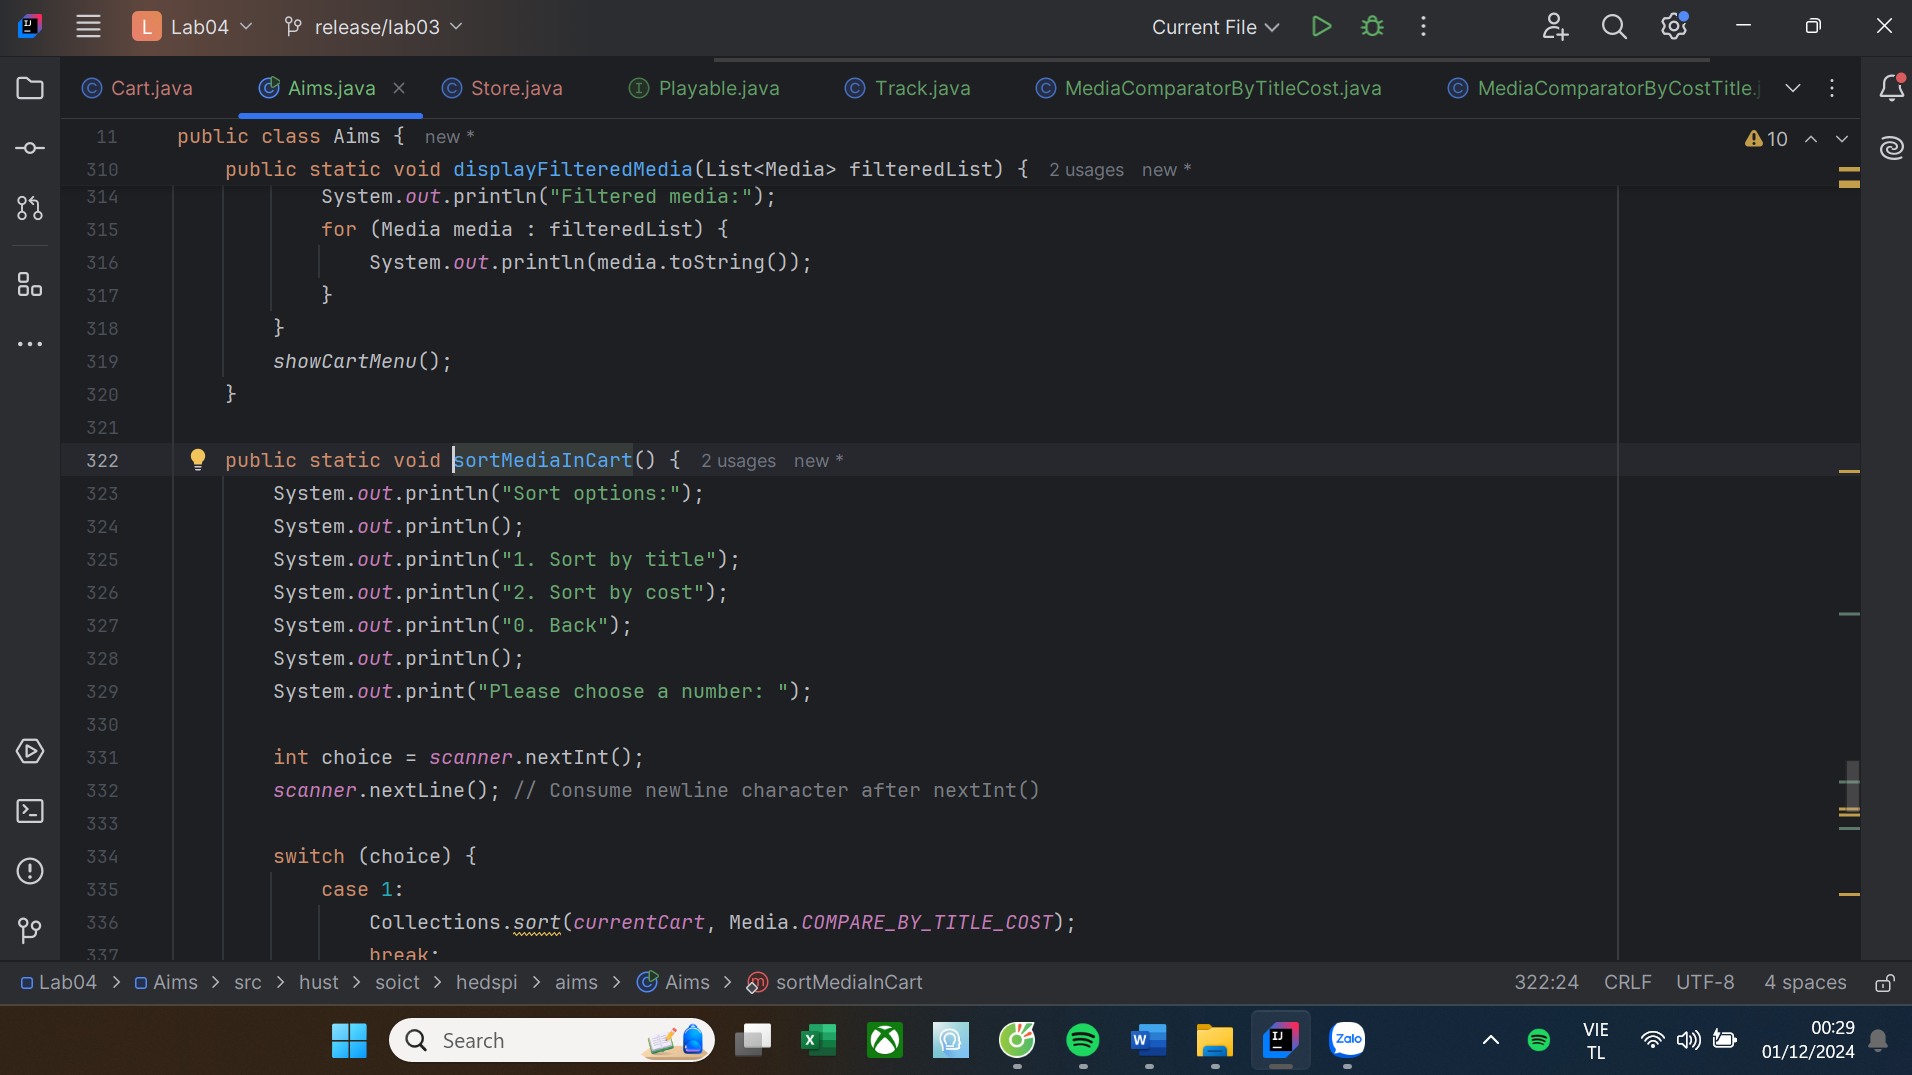 L Lab04 release/lab03 Current File
Cart.java Aims.java Store.java Playable.java Track.java MediaComparatorByTitleCost.java MediaComparatorByCostTitle.j
11 public class Aims { new * 10
310 public static void displayFilteredMedia(List<Media> filteredList) { 2 usages new *
314 System.out.println("Filtered media:");
315 for (Media media : filteredList) {
316 System.out.println(media.toString());
317 }
318 }
319 showCartMenu();
320 }
321
322 public static void sortMediaInCart() { 2 usages new *
323 System.out.println("Sort options:");
324 System.out.println();
325 System.out.println("1. Sort by title");
326 System.out.println("2. Sort by cost");
327 System.out.println("0. Back");
328 System.out.println();
329 System.out.print("Please choose a number: ");
330
331 int choice = scanner.nextInt();
332 scanner.nextLine(); // Consume newline character after nextInt()
333
334 switch (choice) {
335 case 1:
336 Collections.sort(currentCart, Media.COMPARE_BY_TITLE_COST);
337 break;
Lab04 > Aims > src > hust > soict > hedspi > aims > Aims > sortMediaInCart 322:24 CRLF UTF-8 4 spaces
Search Zalo VIE 00:29
TL 01/12/2024